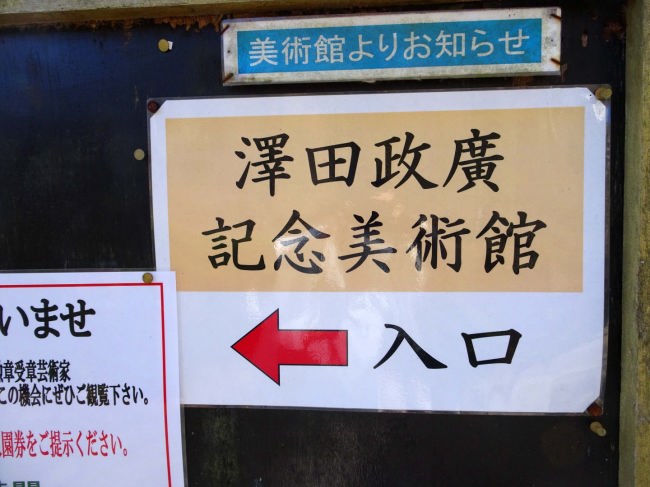 美術館よりお知らせ
澤田政廣
記念美術館
入口
いませ
章受章芸術家
この機会にぜひご観覧下さい。
園券をご提示ください。